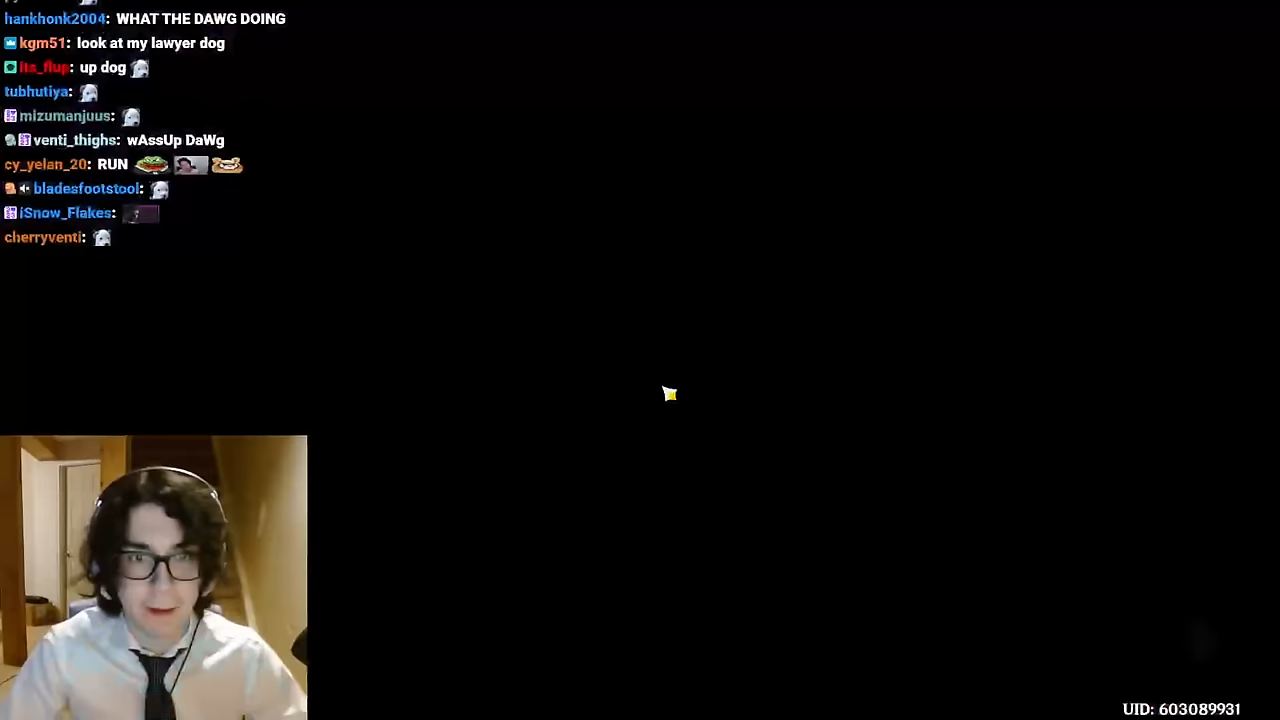 hankhonk2004: WHAT THE DAWG DOING
kgm51: look at my lawyer dog
its_flup: up dog
tubhutiya:
mizumanjuus:
venti_thighs: wAssUp DaWg
cy_yelan_20: RUN
bladesfootstool:
iSnow_Flakes:
cherryventi:
UID: 603089931